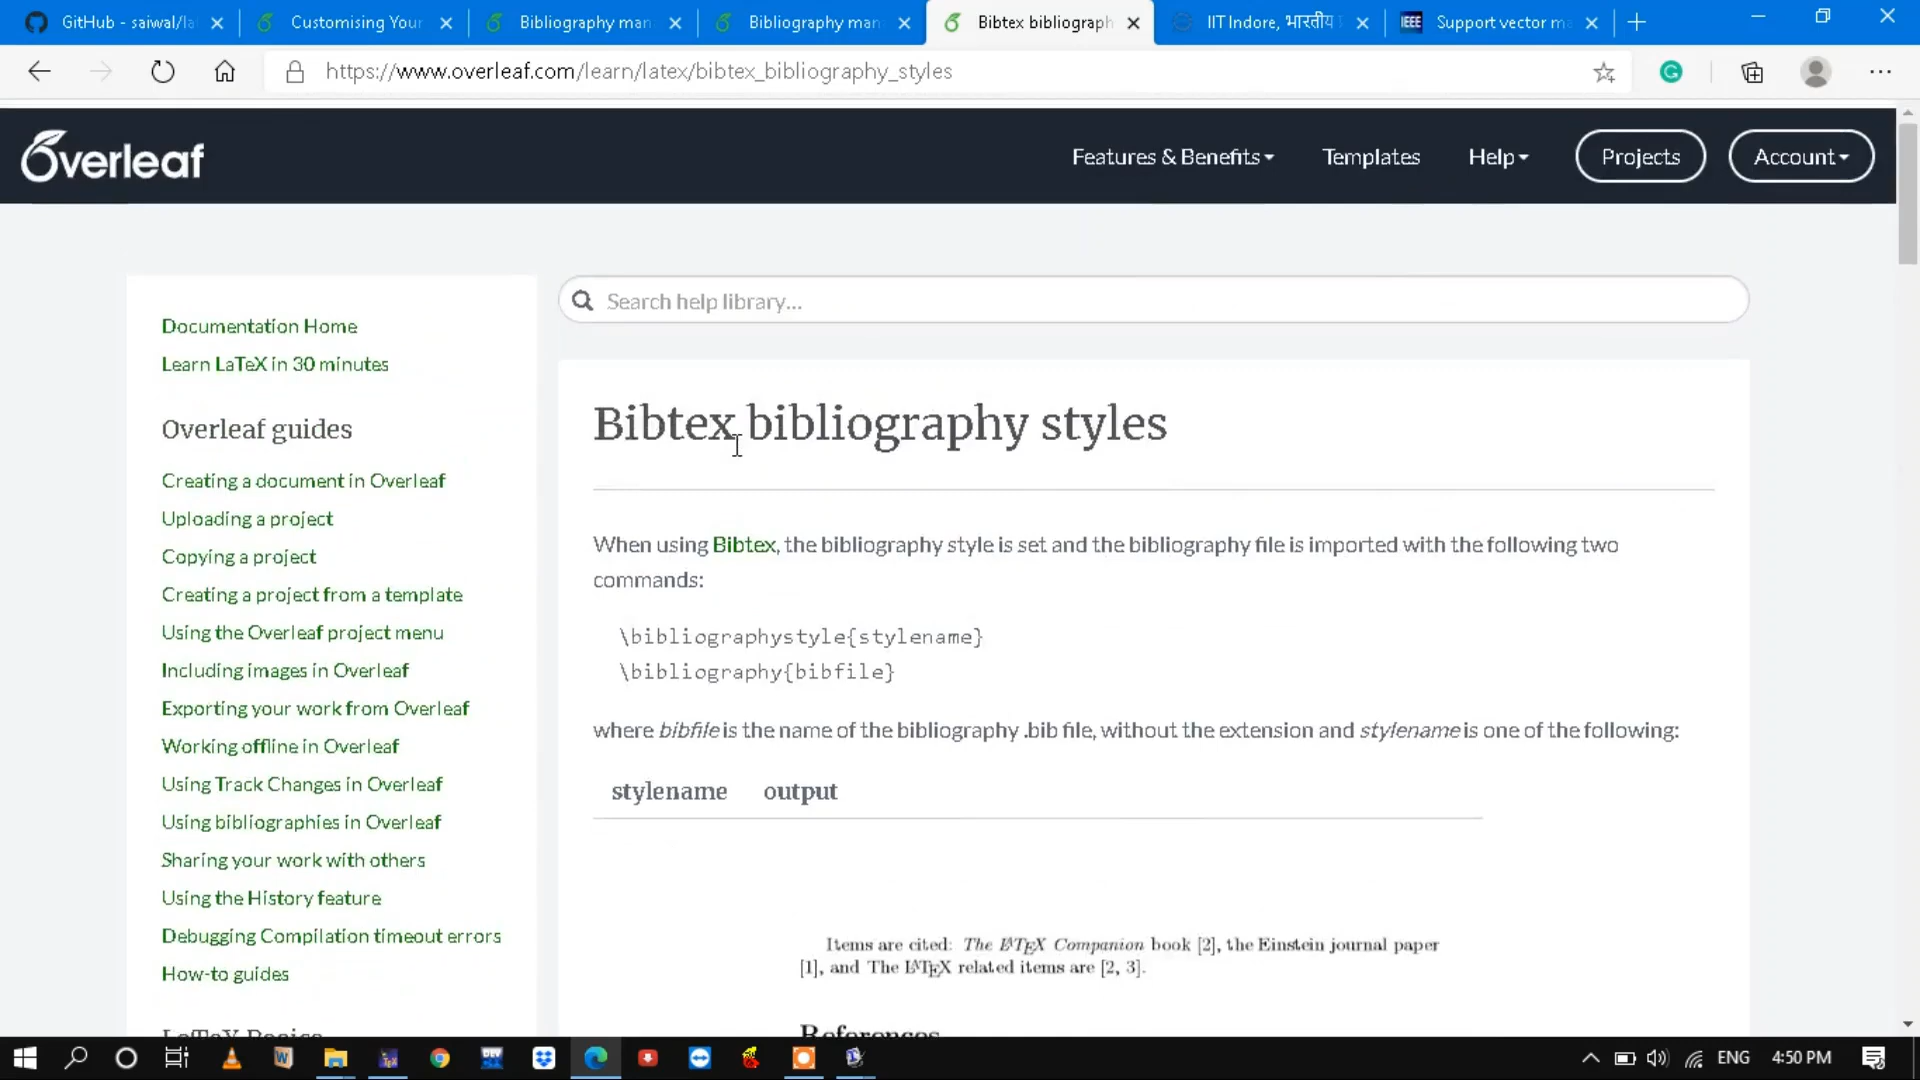 GitHub - saiwal/la
Customising Your
Bibliography man
Bibliography man
Bibtex bibliograph
IIT Indore, भारतीय
IEEE Support vector ma
https://www.overleaf.com/learn/latex/bibtex_bibliography_styles
Overleaf
Features & Benefits
Templates
Help
Projects
Account
Search help library...
Documentation Home
Learn LaTeX in 30 minutes
Overleaf guides
Creating a document in Overleaf
Uploading a project
Copying a project
Creating a project from a template
Using the Overleaf project menu
Including images in Overleaf
Exporting your work from Overleaf
Working offline in Overleaf
Using Track Changes in Overleaf
Using bibliographies in Overleaf
Sharing your work with others
Using the History feature
Debugging Compilation timeout errors
How-to guides
LaTeX Basics
Bibtex bibliography styles
When using Bibtex, the bibliography style is set and the bibliography file is imported with the following two
commands:
\bibliographystyle{stylename}
\bibliography{bibfile}
where bibfile is the name of the bibliography .bib file, without the extension and stylename is one of the following:
stylename output
Items are cited: The LATEX Companion book [2], the Einstein journal paper
[1], and The LATEX related items are [2, 3].
References
ENG
4:50 PM